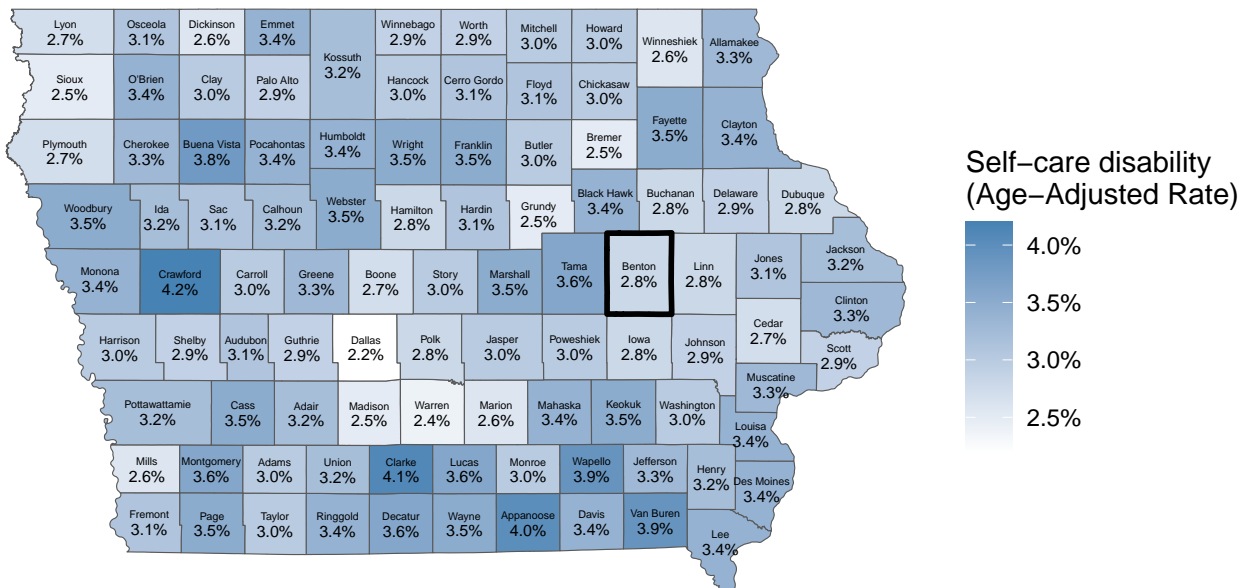 Lyon Osceola Dickinson Emmet Winnebago Worth Mitchell Howard Winneshiek Allamakee
2.7% 3.1% 2.6% 3.4% 2.9% 2.9% 3.0% 3.0% 2.6% 3.3%
Kossuth
3.2%
Sioux O'Brien Clay Palo Alto Hancock Cerro Gordo Floyd Chickasaw
2.5% 3.4% 3.0% 2.9% 3.0% 3.1% 3.1% 3.0%
Plymouth Cherokee Buena Vista Pocahontas Humboldt Wright Franklin Butler Bremer Fayette Clayton
2.7% 3.3% 3.8% 3.4% 3.4% 3.5% 3.5% 3.0% 2.5% 3.5% 3.4%
Woodbury Ida Sac Calhoun Webster Hamilton Hardin Grundy Black Hawk Buchanan Delaware Dubuque
3.5% 3.2% 3.1% 3.2% 3.5% 2.8% 3.1% 2.5% 3.4% 2.8% 2.9% 2.8%
Monona Crawford Carroll Greene Boone Story Marshall Tama Benton Linn Jones Jackson
3.4% 4.2% 3.0% 3.3% 2.7% 3.0% 3.5% 3.6% 2.8% 2.8% 3.1% 3.2%
Clinton
3.3%
Harrison Shelby Audubon Guthrie Dallas Polk Jasper Poweshiek Iowa Johnson Cedar Scott
3.0% 2.9% 3.1% 2.9% 2.2% 2.8% 3.0% 3.0% 2.8% 2.9% 2.7% 2.9%
Muscatine
3.3%
Pottawattamie Cass Adair Madison Warren Marion Mahaska Keokuk Washington Louisa
3.2% 3.5% 3.2% 2.5% 2.4% 2.6% 3.4% 3.5% 3.0% 3.4%
Mills Montgomery Adams Union Clarke Lucas Monroe Wapello Jefferson Henry Des Moines
2.6% 3.6% 3.0% 3.2% 4.1% 3.6% 3.0% 3.9% 3.3% 3.2% 3.4%
Fremont Page Taylor Ringgold Decatur Wayne Appanoose Davis Van Buren Lee
3.1% 3.5% 3.0% 3.4% 3.6% 3.5% 4.0% 3.4% 3.9% 3.4%
Self−care disability
(Age−Adjusted Rate)
4.0%
3.5%
3.0%
2.5%